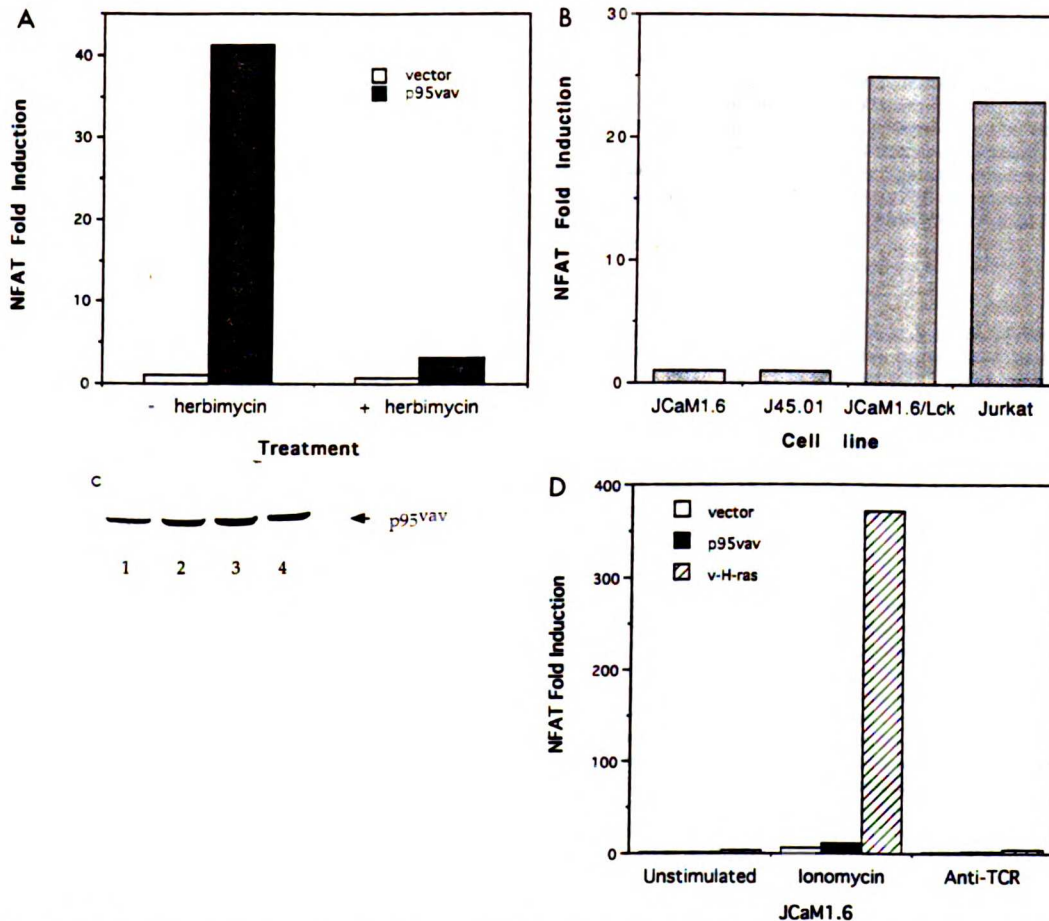 A
NFAT Fold Induction
40
30
20
10
0
vector
p95vav
- herbimycin
+ herbimycin
Treatment
B
NFAT Fold Induction
30
20
10
0
JCaM1.6
J45.01
JCaM1.6/Lck
Jurkat
Cell line
C
p95vav
1 2 3 4
D
NFAT Fold Induction
400
300
200
100
0
vector
p95vav
v-H-ras
Unstimulated
Ionomycin
Anti-TCR
JCaM1.6